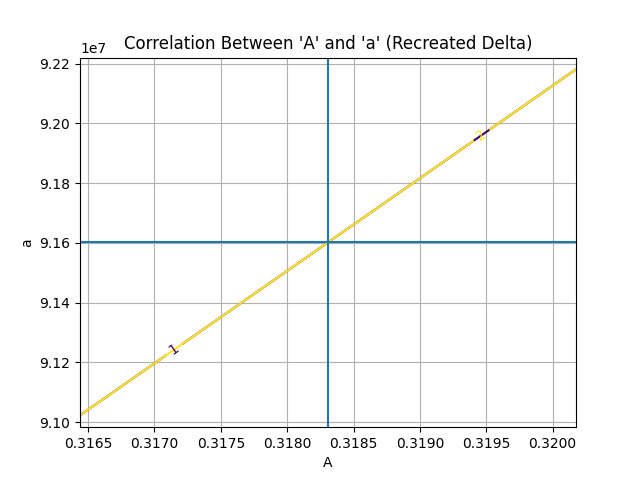 Correlation Between 'A' and 'a' (Recreated Delta)
1e7
9.22
9.20
9.18
9.16
9.14
9.12
9.10
a
1
0.3165 0.3170 0.3175 0.3180 0.3185 0.3190 0.3195 0.3200
A